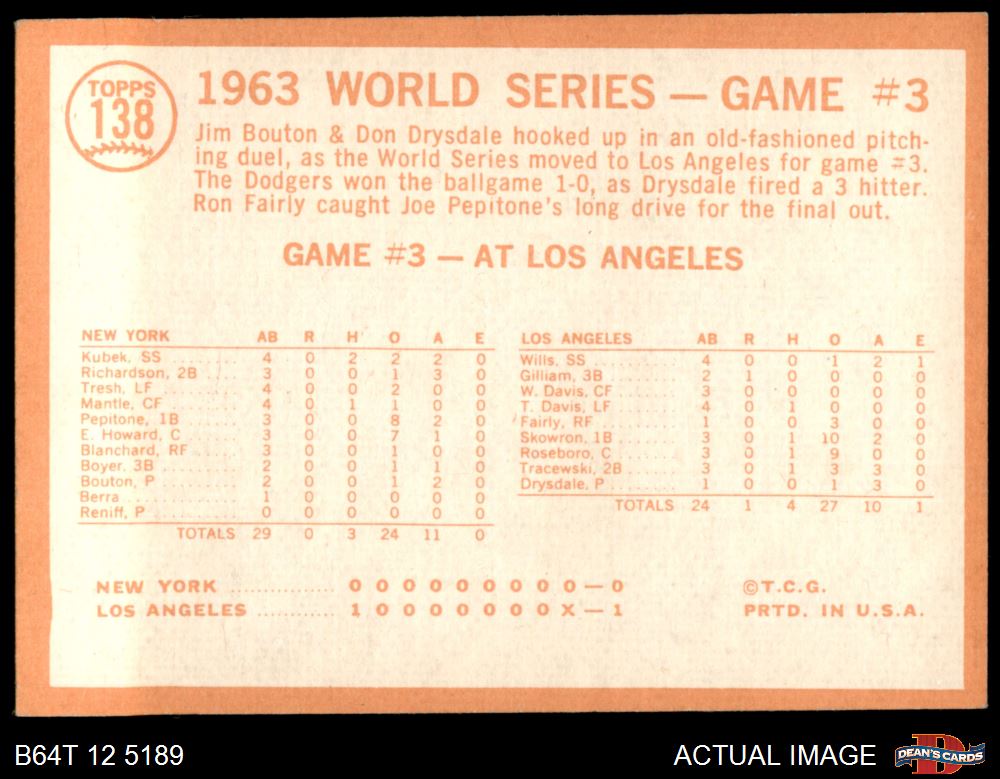 TOPPS
138
1963 WORLD SERIES — GAME #3
Jim Bouton & Don Drysdale hooked up in an old-fashioned pitch-
ing duel, as the World Series moved to Los Angeles for game #3.
The Dodgers won the ballgame 1-0, as Drysdale fired a 3 hitter.
Ron Fairly caught Joe Pepitone's long drive for the final out.
GAME #3 — AT LOS ANGELES
NEW YORK AB R H O A E
Kubek, SS ........ 4 0 2 2 2 0
Richardson, 2B .... 3 0 0 1 3 0
Tresh, LF ........ 4 0 0 2 0 0
Mantle, CF ........ 4 0 1 1 0 0
Pepitone, 1B ...... 3 0 0 8 2 0
E. Howard, C ...... 3 0 0 7 1 0
Blanchard, RF ..... 3 0 0 1 0 0
Boyer, 3B ........ 2 0 0 1 1 0
Bouton, P ........ 2 0 0 1 2 0
Berra ............ 1 0 0 0 0 0
Reniff, P ........ 0 0 0 0 0 0
TOTALS 29 0 3 24 11 0
LOS ANGELES AB R H O A E
Wills, SS ........ 4 0 0 1 2 1
Gilliam, 3B ....... 2 1 0 0 0 0
W. Davis, CF ...... 3 0 0 0 0 0
T. Davis, LF ...... 4 0 1 0 0 0
Fairly, RF ........ 1 0 0 3 0 0
Skowron, 1B ....... 3 0 1 10 2 0
Roseboro, C ....... 3 0 1 9 0 0
Tracewski, 2B ..... 3 0 1 3 3 0
Drysdale, P ....... 1 0 0 1 3 0
TOTALS 24 1 4 27 10 1
NEW YORK .............. 0 0 0 0 0 0 0 0 0 — 0
LOS ANGELES ............ 1 0 0 0 0 0 0 0 X — 1
©T.C.G.
PRTD. IN U.S.A.
B64T 12 5189
ACTUAL IMAGE
DEAN'S CARDS